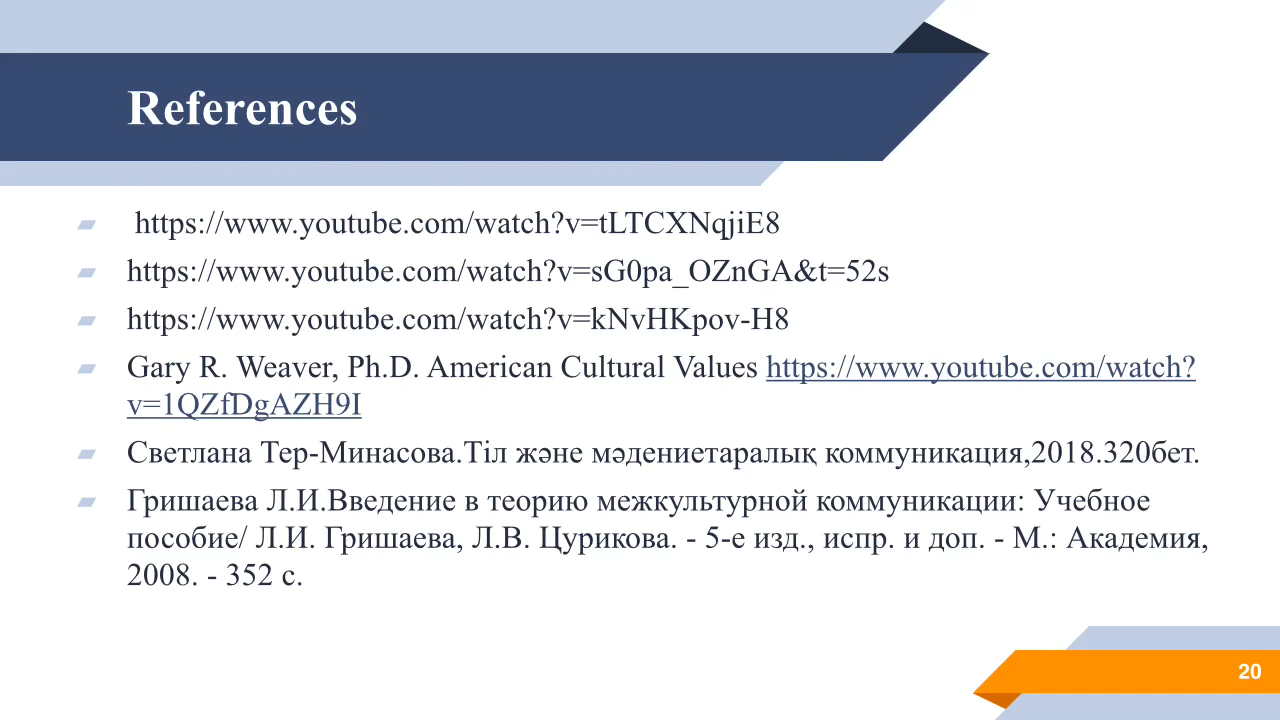 References
https://www.youtube.com/watch?v=tLTCXNqjiE8
https://www.youtube.com/watch?v=sG0pa_OZnGA&t=52s
https://www.youtube.com/watch?v=kNvHKpov-H8
Gary R. Weaver, Ph.D. American Cultural Values https://www.youtube.com/watch?
v=1QZfDgAZH9I
Светлана Тер-Минасова.Тіл және мәдениетаралық коммуникация,2018.320бет.
Гришаева Л.И.Введение в теорию межкультурной коммуникации: Учебное
пособие/ Л.И. Гришаева, Л.В. Цурикова. - 5-е изд., испр. и доп. - М.: Академия,
2008. - 352 с.
20